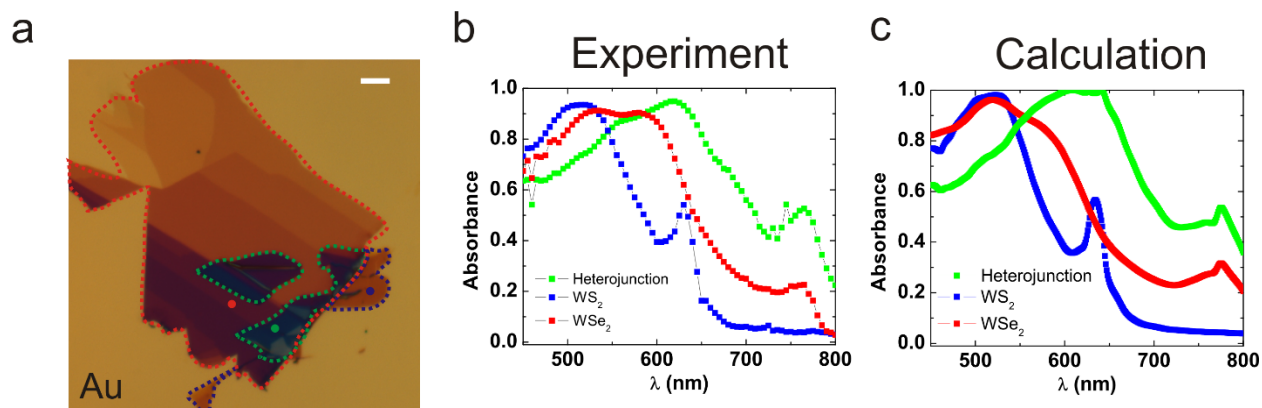 a
Au
b
Experiment
Absorbance
1.0
0.8
0.6
0.4
0.2
0.0
Heterojunction
WS₂
WSe₂
500
600
700
800
λ (nm)
c
Calculation
Absorbance
1.0
0.8
0.6
0.4
0.2
0.0
Heterojunction
WS₂
WSe₂
500
600
700
800
λ (nm)